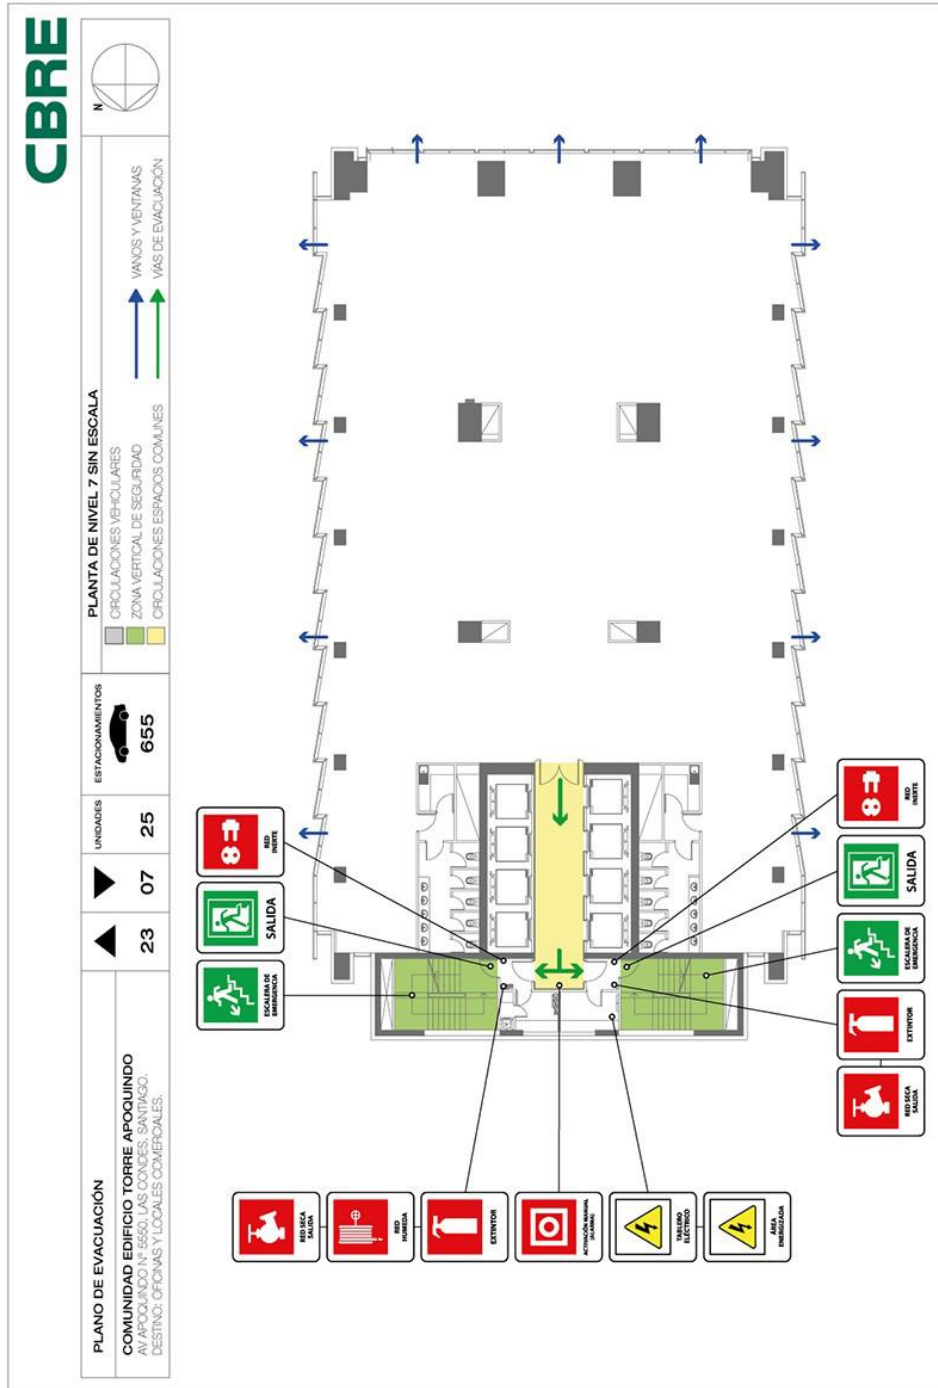 CBRE
PLANO DE EVACUACIÓN
COMUNIDAD EDIFICIO TORRE APOQUINDO
AV APOQUINDO Nº 5550, LAS CONDES, SANTIAGO.
DESTINO: OFICINAS Y LOCALES COMERCIALES.
23
07
UNIDADES
25
ESTACIONAMIENTOS
655
PLANTA DE NIVEL 7 SIN ESCALA
CIRCULACIONES VEHICULARES
ZONA VERTICAL DE SEGURIDAD
CIRCULACIONES ESPACIOS COMUNES
VANOS Y VENTANAS
VÍAS DE EVACUACIÓN
N
ESCALERA DE
EMERGENCIA
SALIDA
RED
INERTE
RED SECA
SALIDA
RED
HUMEDA
EXTINTOR
ACTIVACIÓN MANUAL
(ALARMA)
TABLERO
ELÉCTRICO
ÁREA
ENERGIZADA
RED SECA
SALIDA
EXTINTOR
ESCALERA DE
EMERGENCIA
SALIDA
RED
INERTE